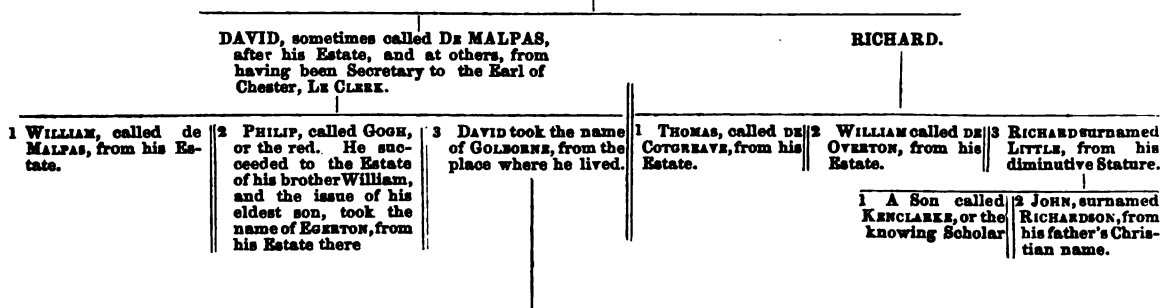 DAVID, sometimes called DE MALPAS,
after his Estate, and at others, from
having been Secretary to the Earl of
Chester, LE CLERK.
RICHARD.
1 WILLIAM, called de
MALPAS, from his Es-
tate.
2 PHILIP, called GOGH,
or the red. He suc-
ceeded to the Estate
of his brother William,
and the issue of his
eldest son, took the
name of EGERTON, from
his Estate there
3 DAVID took the name
of GOLBORNE, from the
place where he lived.
1 THOMAS, called DE
COTGREAVE, from his
Estate.
2 WILLIAM called DE
OVERTON, from his
Estate.
3 RICHARD surnamed
LITTLE, from his
diminutive Stature.
1 A Son called
KENCLARKE, or the
knowing Scholar
2 JOHN, surnamed
RICHARDSON, from
his father's Chris-
tian name.